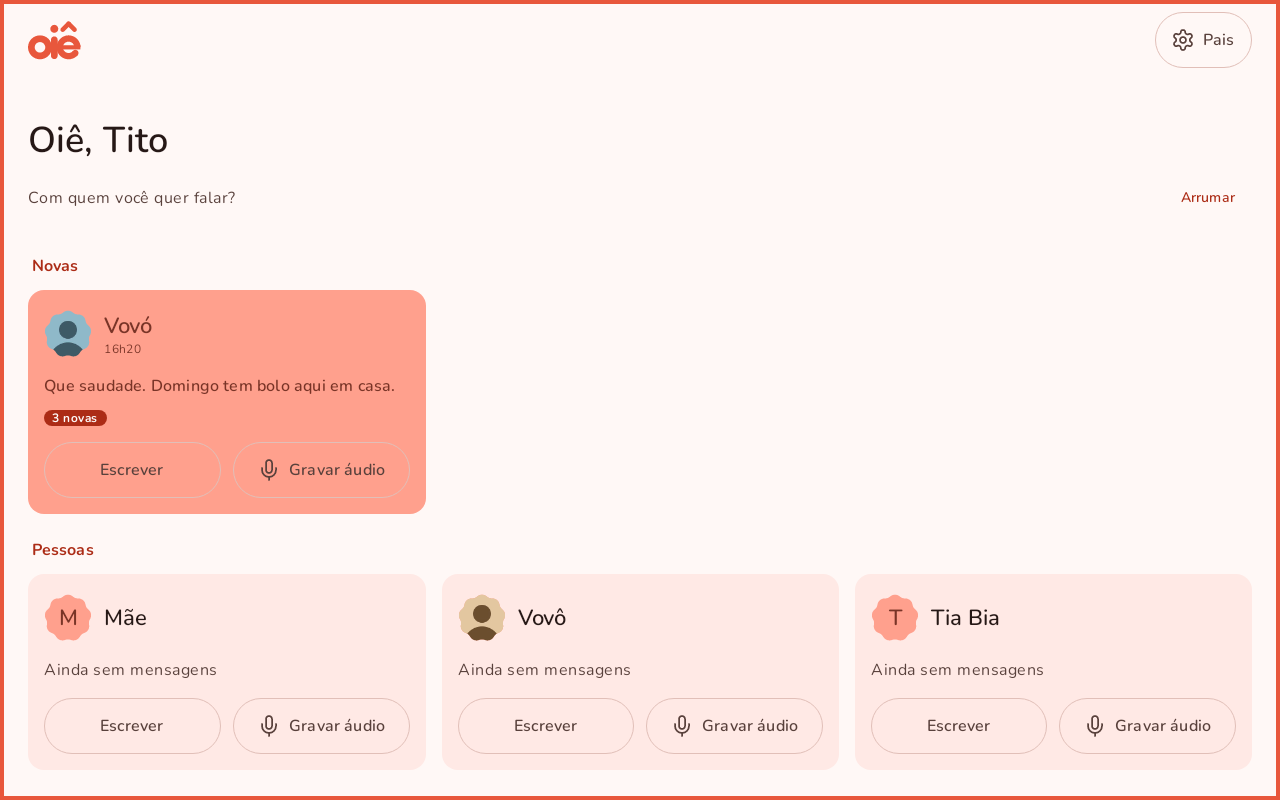 oiê
Pais
Oiê, Tito
Com quem você quer falar?
Arrumar
Novas
Vovó
16h20
Que saudade. Domingo tem bolo aqui em casa.
3 novas
Escrever
Gravar áudio
Pessoas
M
Mãe
Ainda sem mensagens
Escrever
Gravar áudio
Vovô
Ainda sem mensagens
Escrever
Gravar áudio
T
Tia Bia
Ainda sem mensagens
Escrever
Gravar áudio